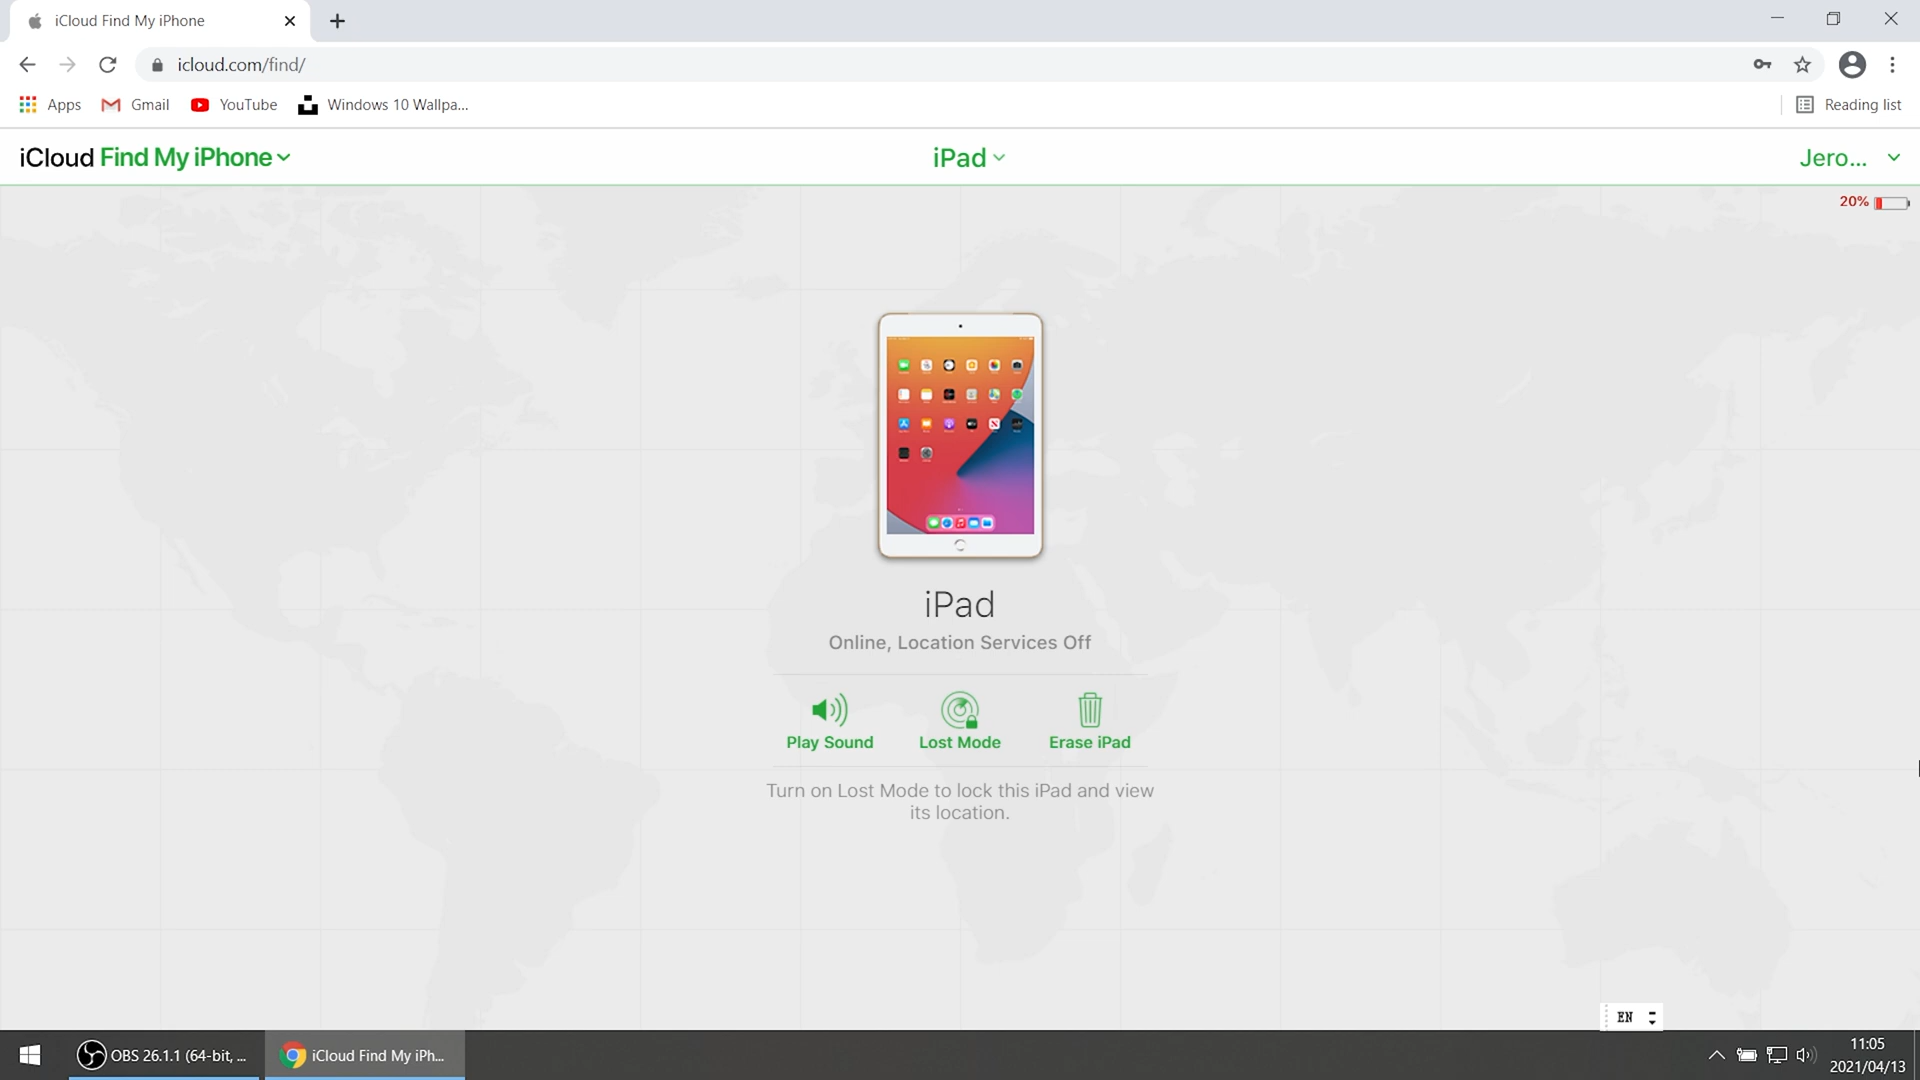 iCloud Find My iPhone
icloud.com/find/
Apps Gmail YouTube Windows 10 Wallpa... Reading list
iCloud Find My iPhone iPad Jero...
20%
iPad
Online, Location Services Off
Play Sound Lost Mode Erase iPad
Turn on Lost Mode to lock this iPad and view
its location.
EN
OBS 26.1.1 (64-bit, ... iCloud Find My iPh... 11:05
2021/04/13